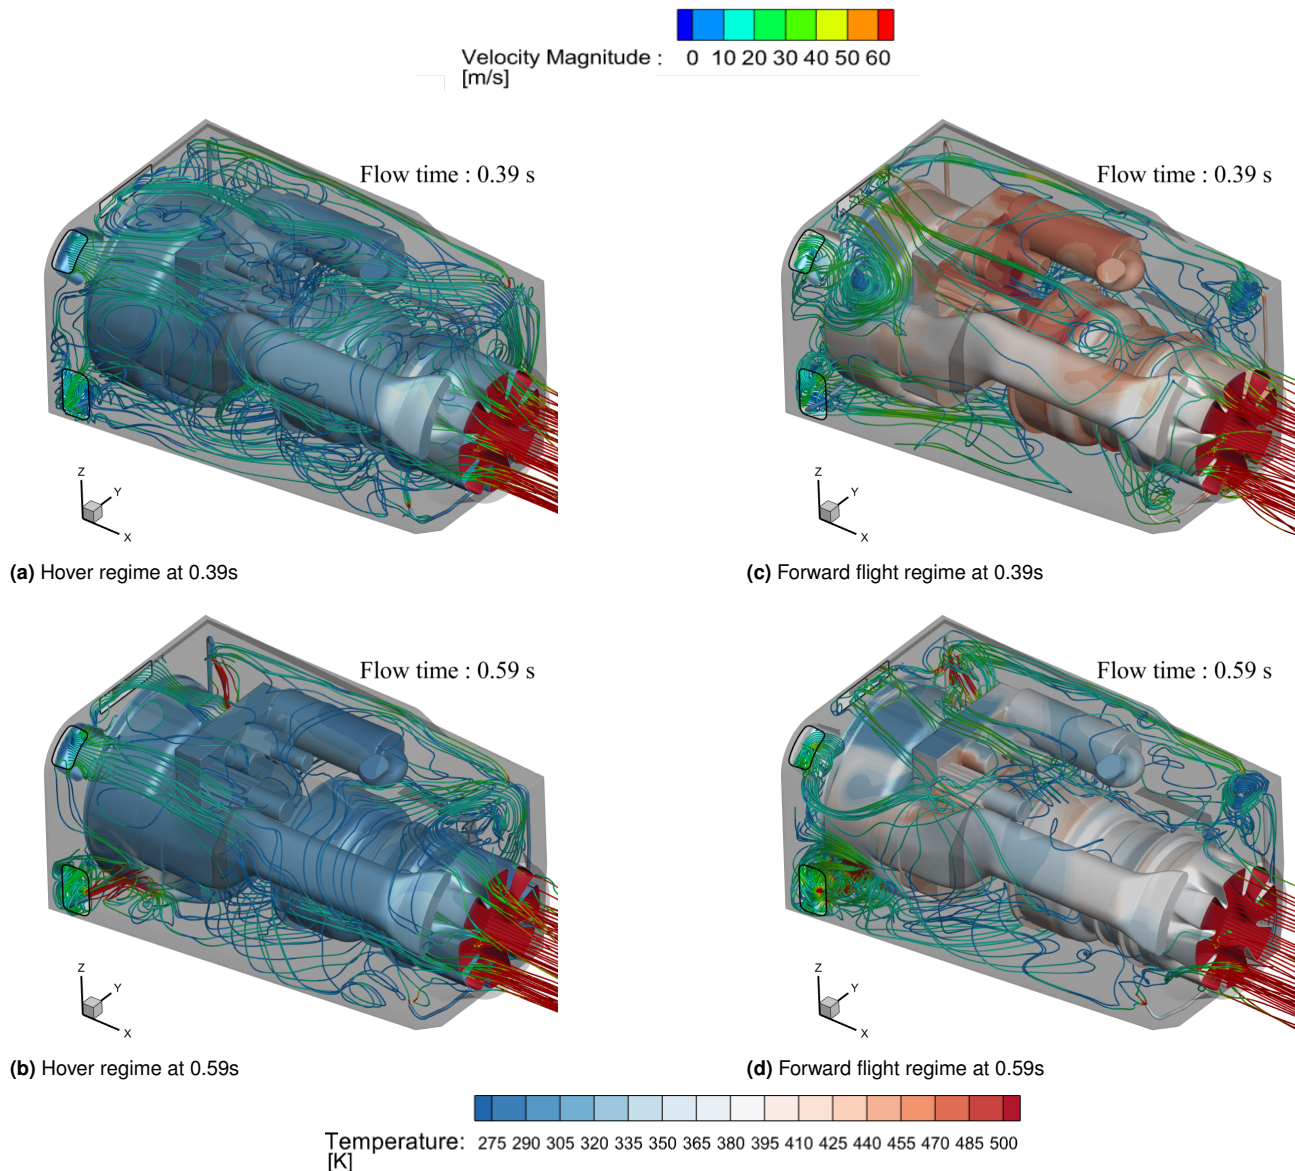 Velocity Magnitude : 0 10 20 30 40 50 60
[m/s]
Flow time : 0.39 s
Z
Y
X
(a) Hover regime at 0.39s
Flow time : 0.39 s
Z
Y
X
(c) Forward flight regime at 0.39s
Flow time : 0.59 s
Z
Y
X
(b) Hover regime at 0.59s
Flow time : 0.59 s
Z
Y
X
(d) Forward flight regime at 0.59s
Temperature: 275 290 305 320 335 350 365 380 395 410 425 440 455 470 485 500
[K]